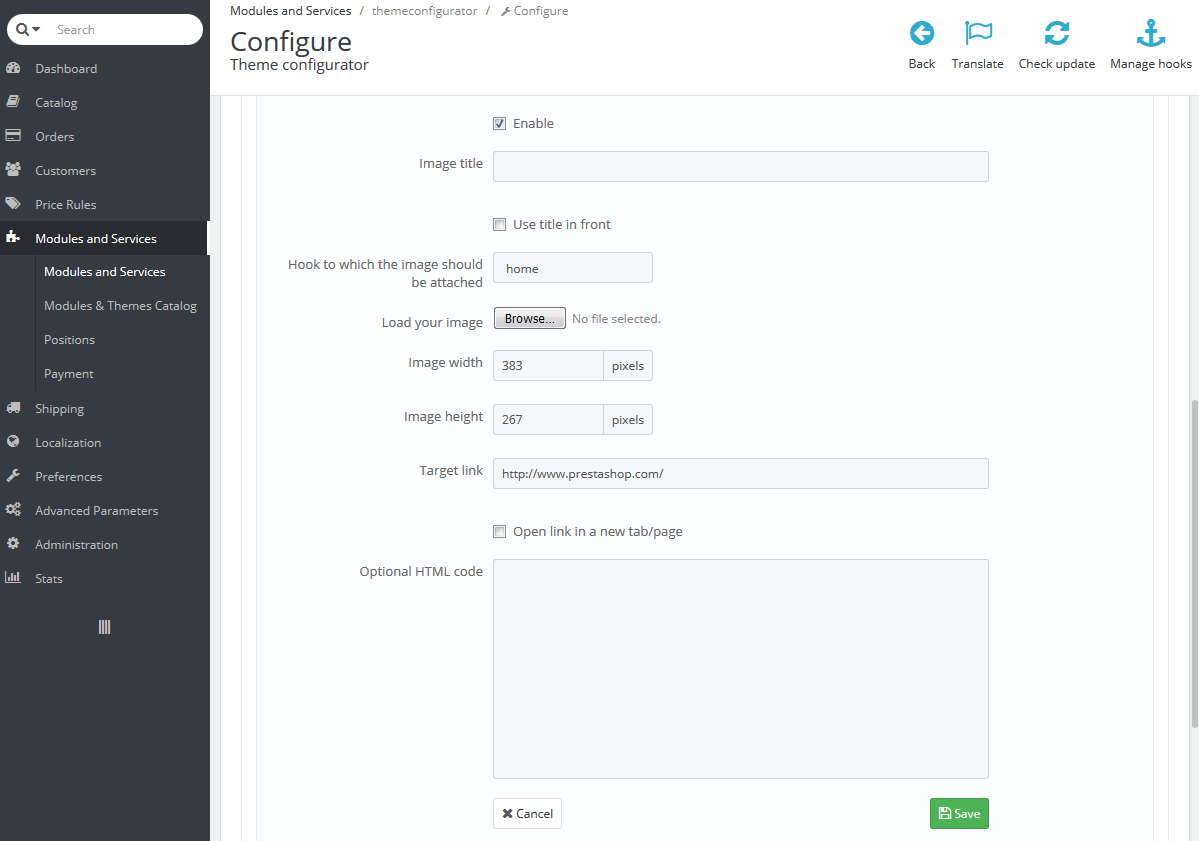 Search
Dashboard
Catalog
Orders
Customers
Price Rules
Modules and Services
Modules and Services
Modules & Themes Catalog
Positions
Payment
Shipping
Localization
Preferences
Advanced Parameters
Administration
Stats
Modules and Services / themeconfigurator / Configure
Configure
Theme configurator
Back Translate Check update Manage hooks
Enable
Image title
Use title in front
Hook to which the image should
be attached
home
Load your image Browse... No file selected.
Image width 383 pixels
Image height 267 pixels
Target link http://www.prestashop.com/
Open link in a new tab/page
Optional HTML code
Cancel Save